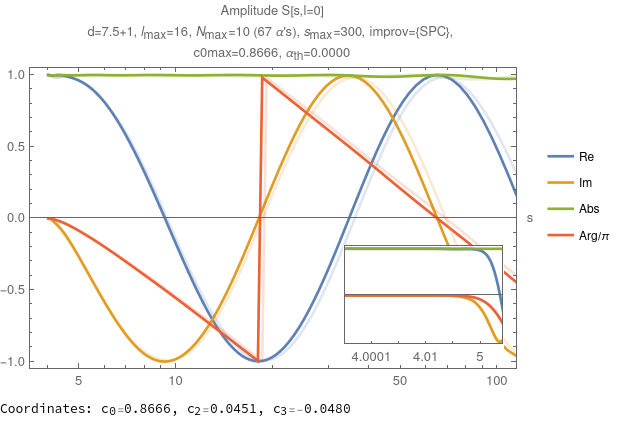 Amplitude S[s,l=0]
d=7.5+1, lmax=16, Nmax=10 (67 α's), smax=300, improv={SPC},
c0max=0.8666, αth=0.0000
1.0
0.5
0.0
−0.5
−1.0
s
Re
Im
Abs
Arg/π
4.0001 4.01 5
5 10 50 100
Coordinates: c0=0.8666, c2=0.0451, c3=-0.0480